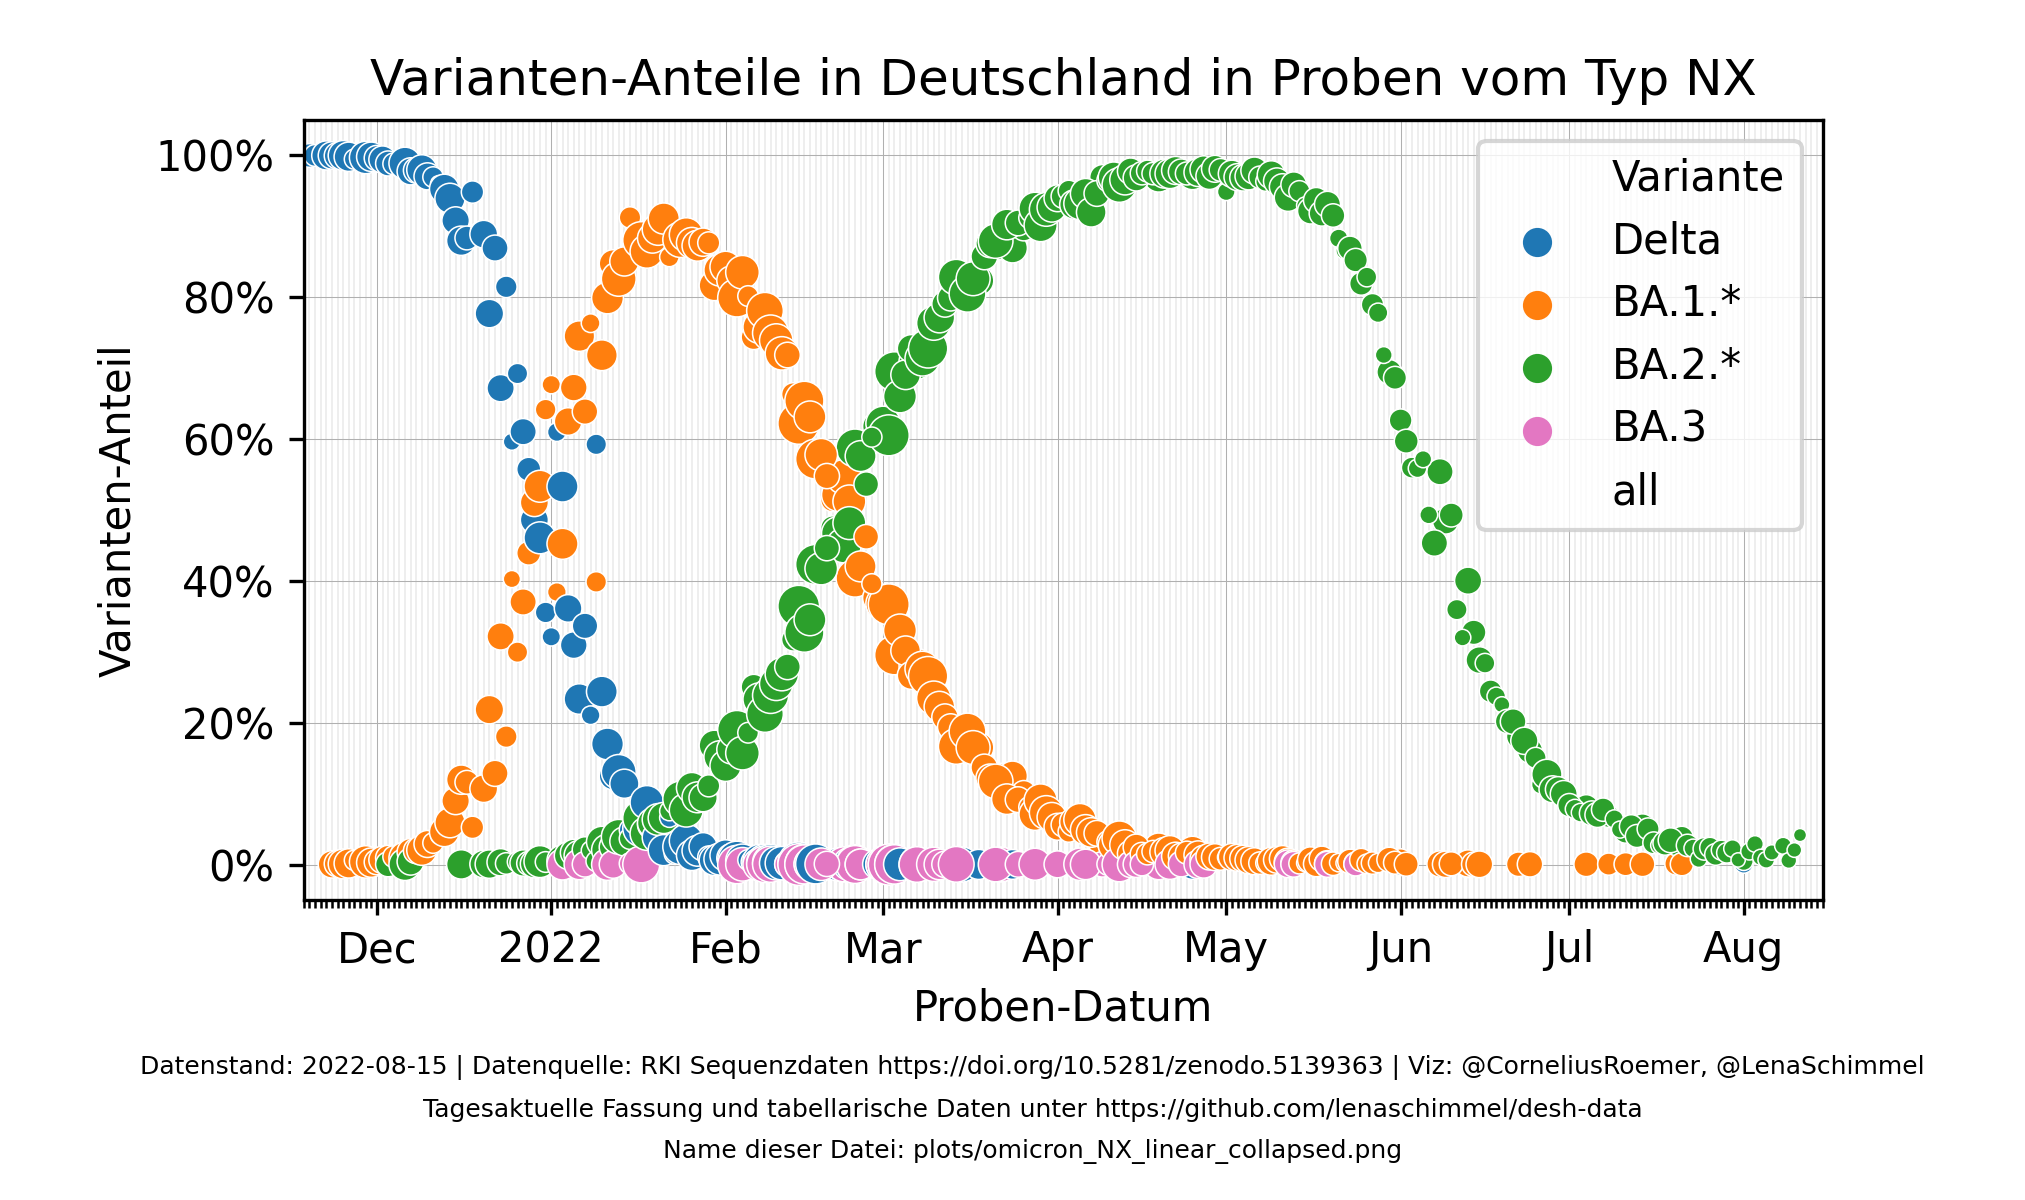 Varianten-Anteile in Deutschland in Proben vom Typ NX
Varianten-Anteil
100%
80%
60%
40%
20%
0%
Variante
Delta
BA.1.*
BA.2.*
BA.3
all
Dec 2022 Feb Mar Apr May Jun Jul Aug
Proben-Datum
Datenstand: 2022-08-15 | Datenquelle: RKI Sequenzdaten https://doi.org/10.5281/zenodo.5139363 | Viz: @CorneliusRoemer, @LenaSchimmel
Tagesaktuelle Fassung und tabellarische Daten unter https://github.com/lenaschimmel/desh-data
Name dieser Datei: plots/omicron_NX_linear_collapsed.png